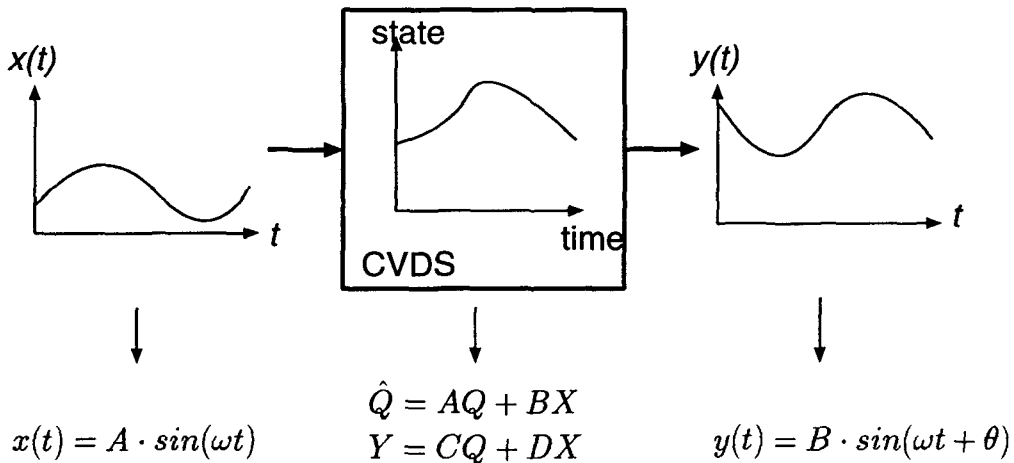 state
x(t)
y(t)
t
time
t
CVDS
x(t) = A · sin(ωt)
Q̂ = AQ + BX
Y = CQ + DX
y(t) = B · sin(ωt + θ)